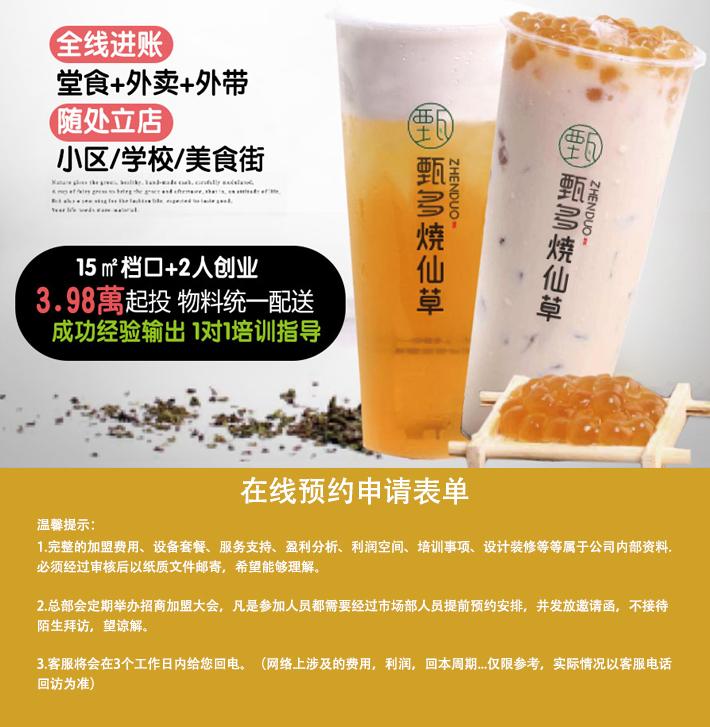 全线进账
堂食+外卖+外带
随处立店
小区/学校/美食街
15㎡档口+2人创业
3.98萬起投 物料统一配送
成功经验输出 1对1培训指导
甄
甄多燒仙草
ZHENDUO
甄
甄多燒仙草
ZHENDUO
在线预约申请表单
温馨提示：
1.完整的加盟费用、设备套餐、服务支持、盈利分析、利润空间、培训事项、设计装修等等属于公司内部资料.
必须经过审核后以纸质文件邮寄，希望能够理解。
2.总部会定期举办招商加盟大会，凡是参加人员都需要经过市场部人员提前预约安排，并发放邀请函，不接待
陌生拜访，望谅解。
3.客服将会在3个工作日内给您回电。（网络上涉及的费用，利润，回本周期...仅限参考，实际情况以客服电话
回访为准）